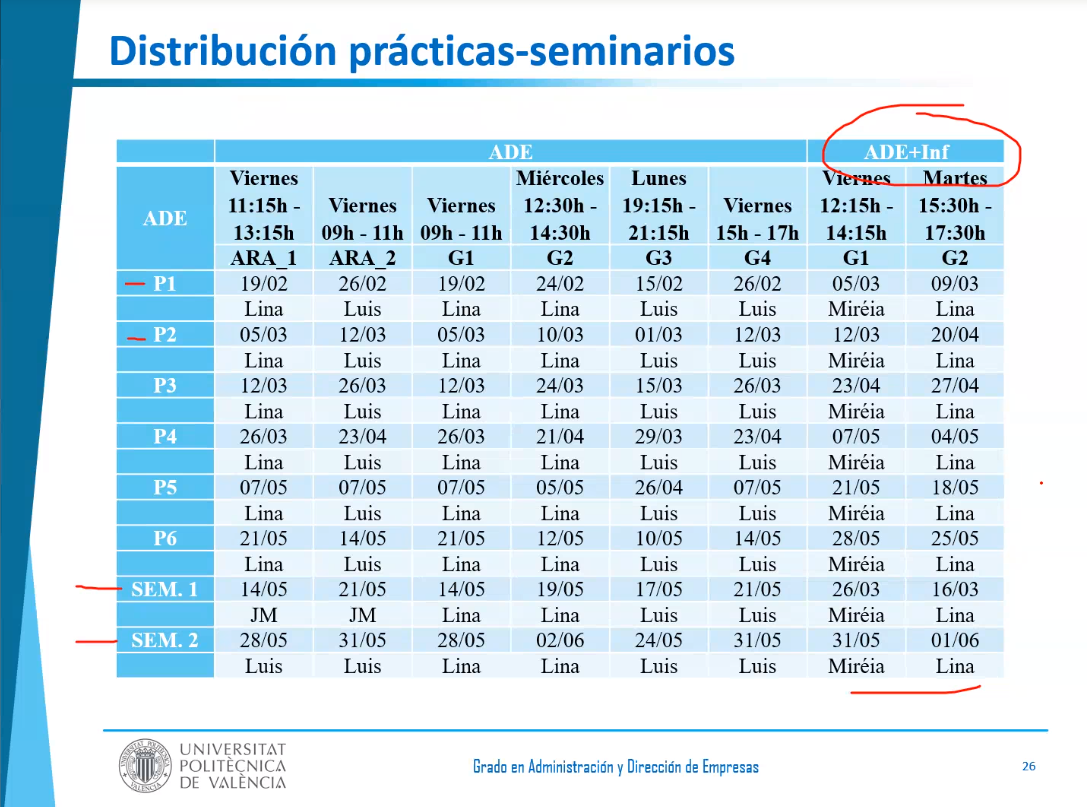 Distribución prácticas-seminarios
ADE ADE+Inf
ADE
Viernes 11:15h - 13:15h
Viernes 09h - 11h
Viernes 09h - 11h
Miércoles 12:30h - 14:30h
Lunes 19:15h - 21:15h
Viernes 15h - 17h
Viernes 12:15h - 14:15h
Martes 15:30h - 17:30h
ARA_1 ARA_2 G1 G2 G3 G4 G1 G2
P1 19/02 26/02 19/02 24/02 15/02 26/02 05/03 09/03
Lina Luis Lina Lina Luis Luis Miréia Lina
P2 05/03 12/03 05/03 10/03 01/03 12/03 12/03 20/04
Lina Luis Lina Lina Luis Luis Miréia Lina
P3 12/03 26/03 12/03 24/03 15/03 26/03 23/04 27/04
Lina Luis Lina Lina Luis Luis Miréia Lina
P4 26/03 23/04 26/03 21/04 29/03 23/04 07/05 04/05
Lina Luis Lina Lina Luis Luis Miréia Lina
P5 07/05 07/05 07/05 05/05 26/04 07/05 21/05 18/05
Lina Luis Lina Lina Luis Luis Miréia Lina
P6 21/05 14/05 21/05 12/05 10/05 14/05 28/05 25/05
Lina Luis Lina Lina Luis Luis Miréia Lina
SEM. 1 14/05 21/05 14/05 19/05 17/05 21/05 26/03 16/03
JM JM Lina Lina Luis Luis Miréia Lina
SEM. 2 28/05 31/05 28/05 02/06 24/05 31/05 31/05 01/06
Luis Luis Lina Lina Luis Luis Miréia Lina
UNIVERSITAT
POLITÈCNICA
DE VALÈNCIA
Grado en Administración y Dirección de Empresas
26